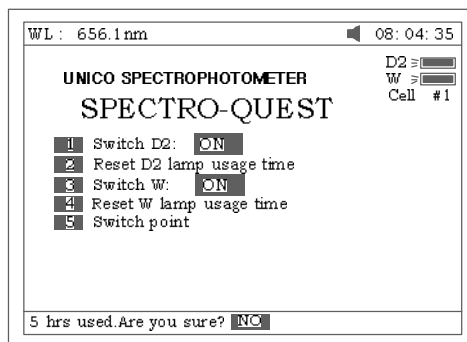 WL: 656.1nm 08:04:35
D2
UNICO SPECTROPHOTOMETER W
SPECTRO-QUEST Cell #1
1 Switch D2: ON
2 Reset D2 lamp usage time
3 Switch W: ON
4 Reset W lamp usage time
5 Switch point
5 hrs used.Are you sure? NO